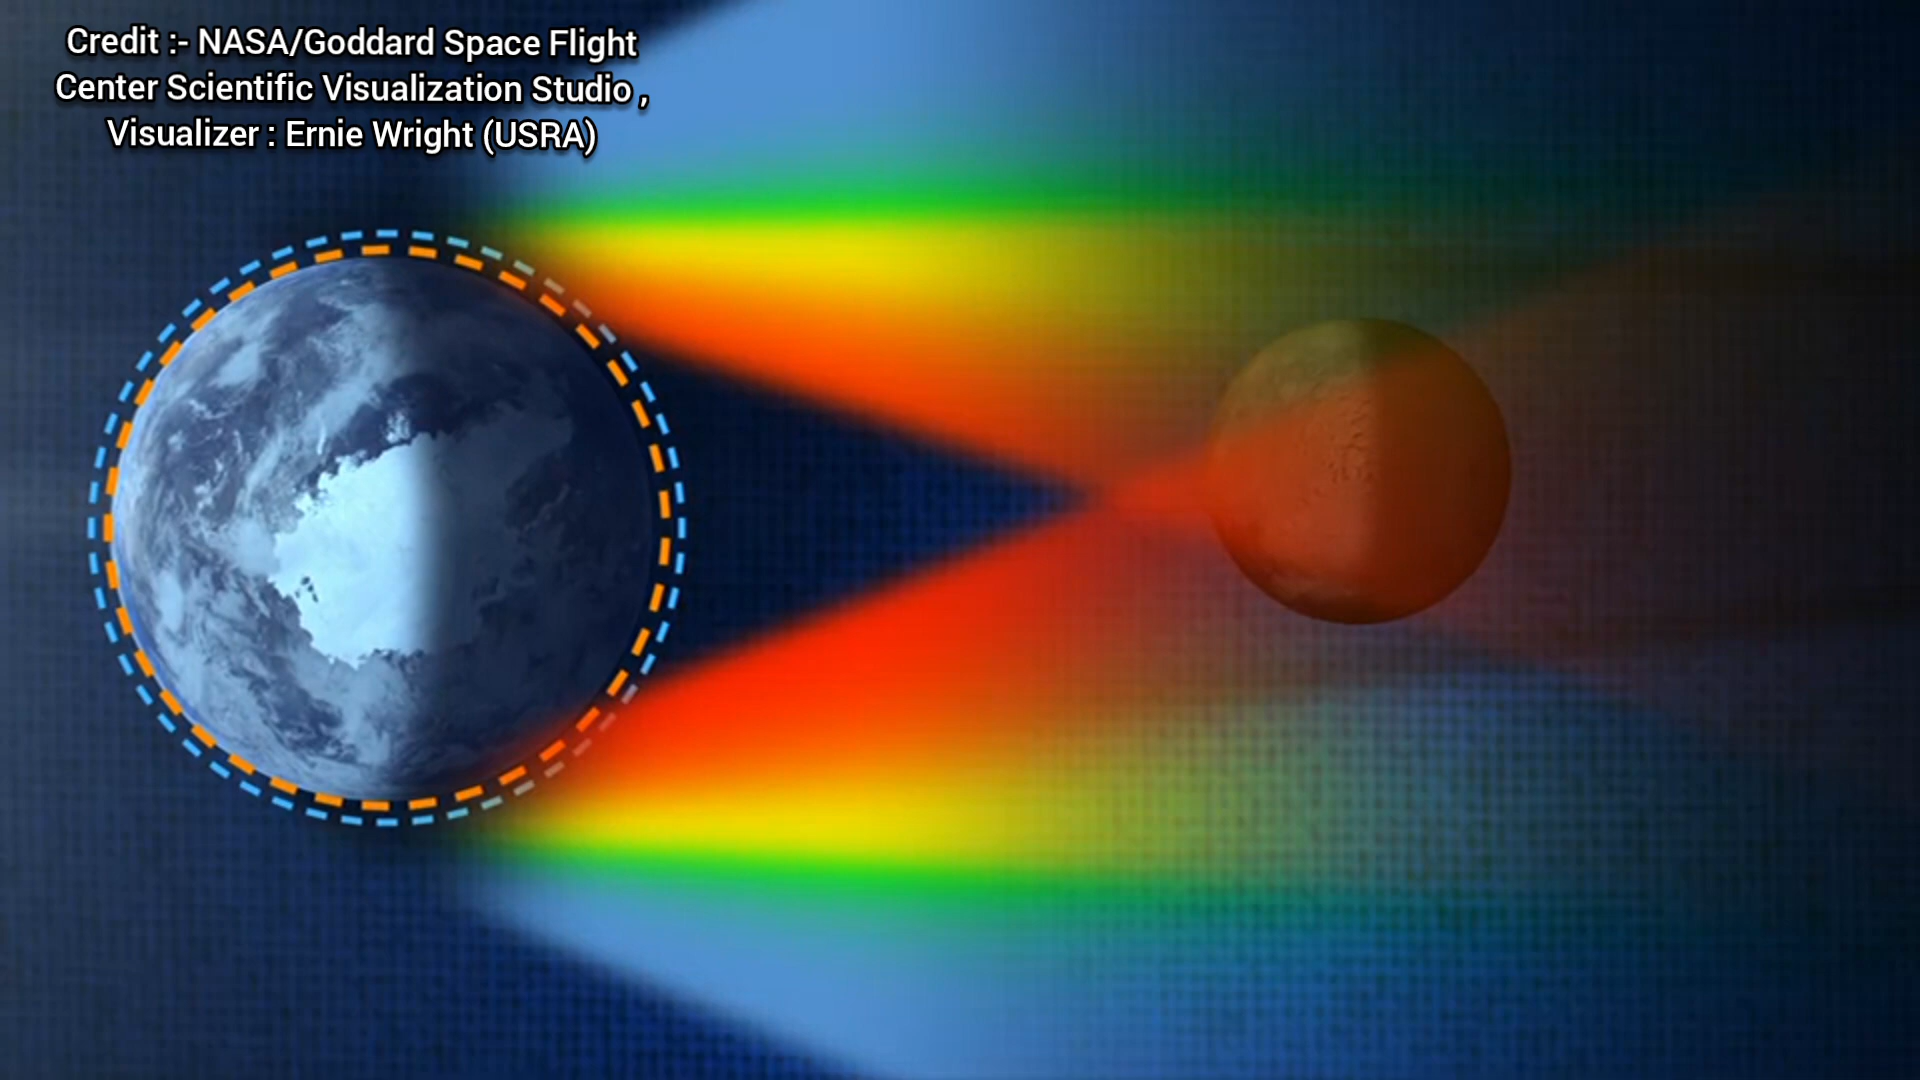 Credit :- NASA/Goddard Space Flight
Center Scientific Visualization Studio ,
Visualizer : Ernie Wright (USRA)